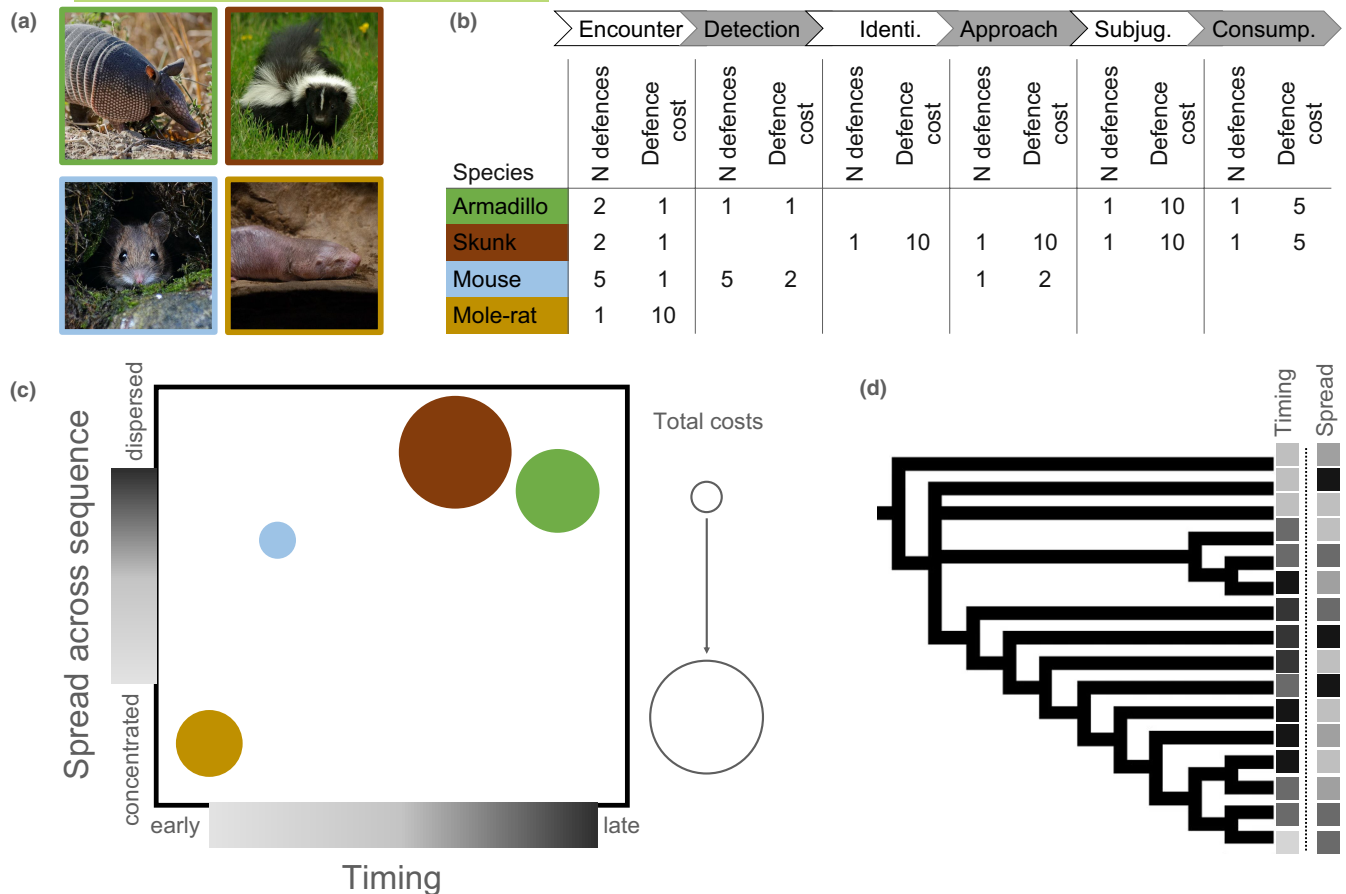 (a)
(b)
Encounter Detection Identi. Approach Subjug. Consump.
Species N defences Defence cost N defences Defence cost N defences Defence cost N defences Defence cost N defences Defence cost N defences Defence cost
Armadillo 2 1 1 1 1 10 1 5
Skunk 2 1 1 10 1 10 1 10 1 5
Mouse 5 1 5 2 1 2
Mole-rat 1 10
(c)
Spread across sequence
dispersed
concentrated
early
late
Timing
Total costs
(d)
Timing
Spread